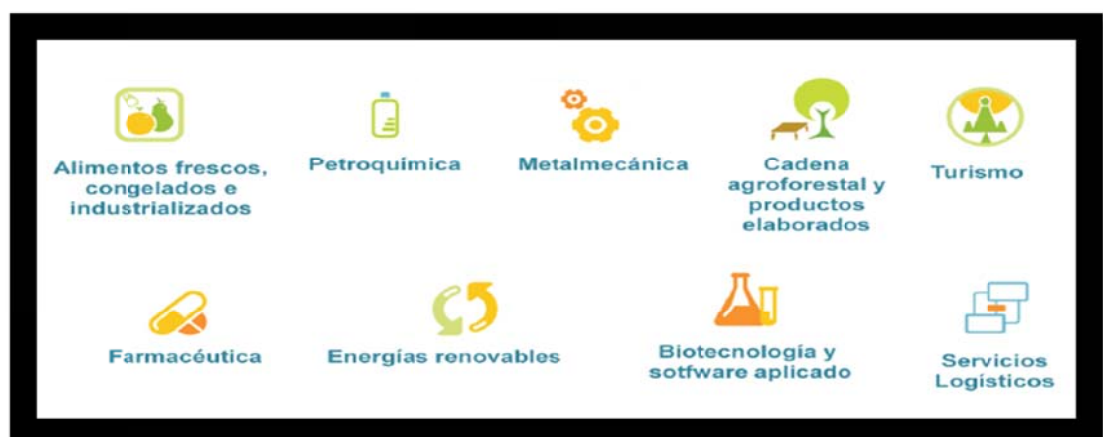 Alimentos frescos,
congelados e
industrializados
Petroquímica
Metalmecánica
Cadena
agroforestal y
productos
elaborados
Turismo
Farmacéutica
Energías renovables
Biotecnología y
sotfware aplicado
Servicios
Logísticos